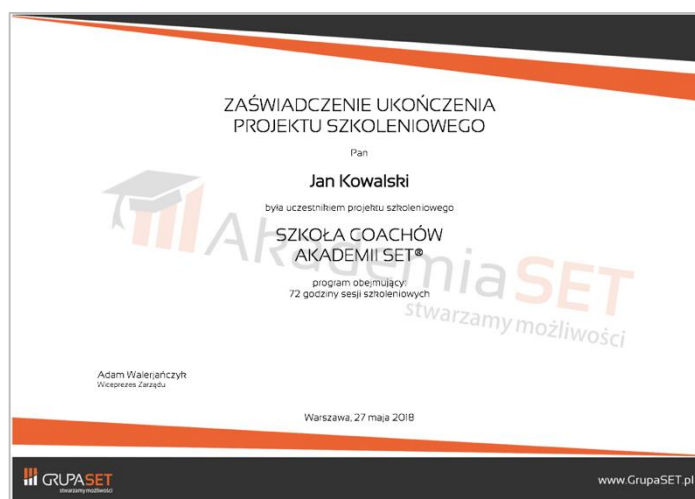 ZAŚWIADCZENIE UKOŃCZENIA
PROJEKTU SZKOLENIOWEGO
Pan
Jan Kowalski
była uczestnikiem projektu szkoleniowego
SZKOŁA COACHÓW
AKADEMII SET®
program obejmujący:
72 godziny sesji szkoleniowych
AkademiaSET
stwarzamy możliwości
Adam Walerjańczyk
Wiceprezes Zarządu
Warszawa, 27 maja 2018
GRUPASET
stwarzamy możliwości
www.GrupaSET.pl